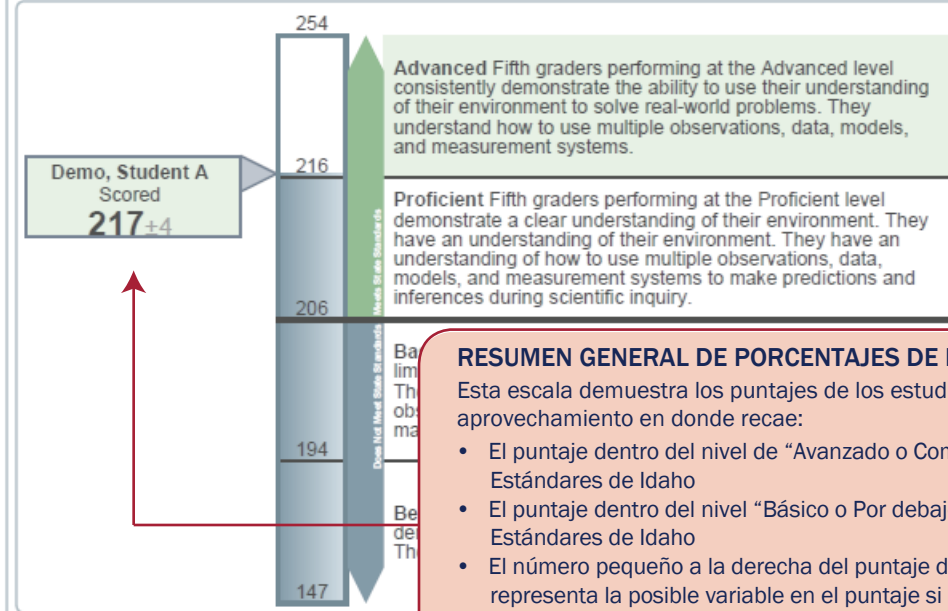 254
Advanced Fifth graders performing at the Advanced level
consistently demonstrate the ability to use their understanding
of their environment to solve real-world problems. They
understand how to use multiple observations, data, models,
and measurement systems.
216
Demo, Student A
Scored
217±4
Proficient Fifth graders performing at the Proficient level
demonstrate a clear understanding of their environment. They
have an understanding of their environment. They have an
understanding of how to use multiple observations, data,
models, and measurement systems to make predictions and
inferences during scientific inquiry.
Meets State Standards
206
Does Not Meet State Standards
194
147
RESUMEN GENERAL DE PORCENTAJES DE
Esta escala demuestra los puntajes de los estud
aprovechamiento en donde recae:
• El puntaje dentro del nivel de “Avanzado o Con
Estándares de Idaho
• El puntaje dentro del nivel “Básico o Por debaj
Estándares de Idaho
• El número pequeño a la derecha del puntaje d
representa la posible variable en el puntaje si